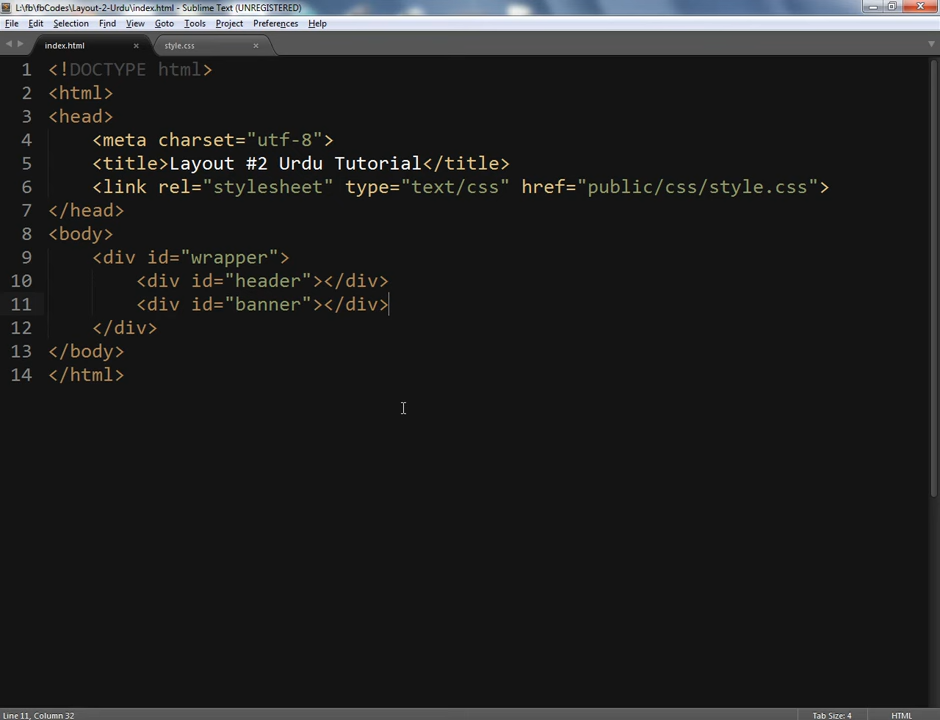 L:\fb\fbCodes\Layout-2-Urdu\index.html - Sublime Text (UNREGISTERED)
File Edit Selection Find View Goto Tools Project Preferences Help
index.html × style.css ×
1 <!DOCTYPE html>
2 <html>
3 <head>
4 <meta charset="utf-8">
5 <title>Layout #2 Urdu Tutorial</title>
6 <link rel="stylesheet" type="text/css" href="public/css/style.css">
7 </head>
8 <body>
9 <div id="wrapper">
10 <div id="header"></div>
11 <div id="banner"></div>
12 </div>
13 </body>
14 </html>
Line 11, Column 32 Tab Size: 4 HTML